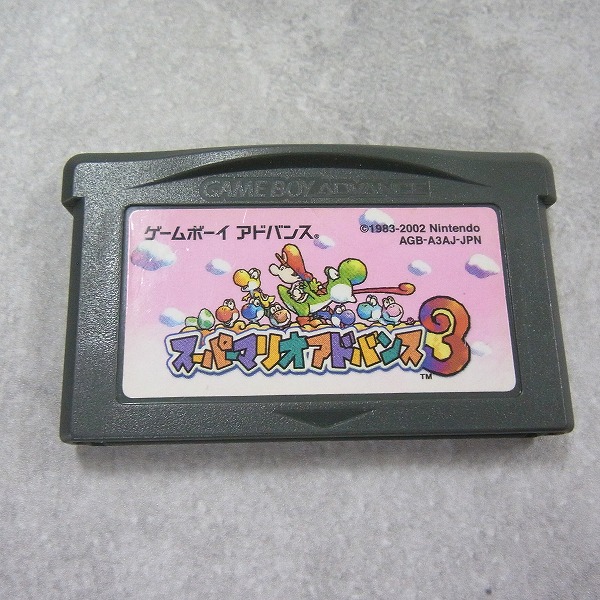 GAME BOY ADVANCE
ゲームボーイ アドバンス®
©1983-2002 Nintendo
AGB-A3AJ-JPN
スーパーマリオアドバンス3
TM